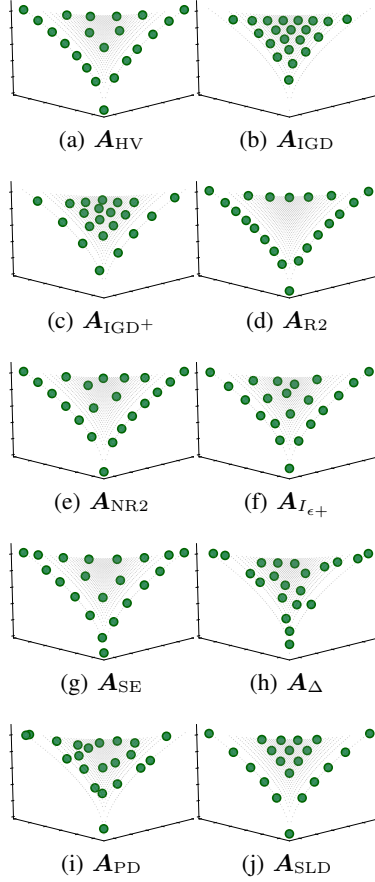 (a) A_HV (b) A_IGD
(c) A_IGD+ (d) A_R2
(e) A_NR2 (f) A_Iϵ+
(g) A_SE (h) A_Δ
(i) A_PD (j) A_SLD